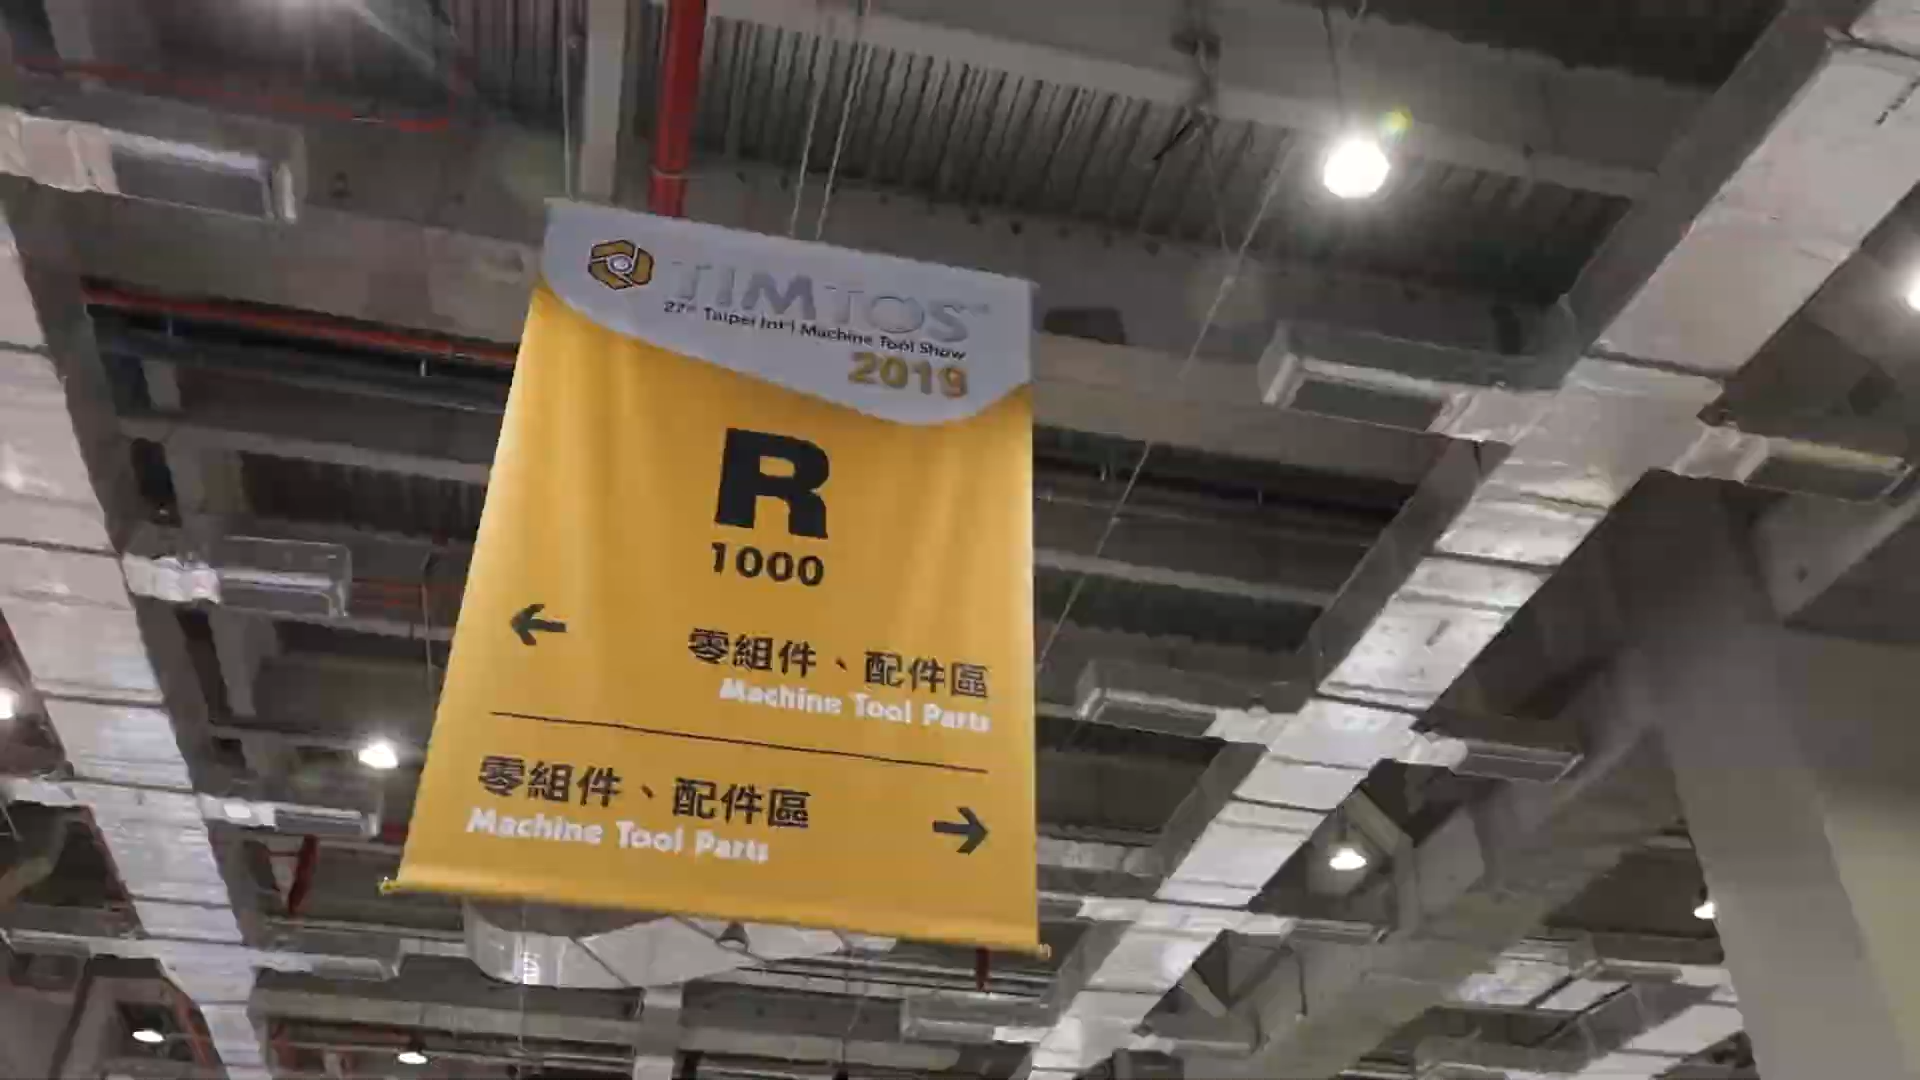 TIMTOS
27th Taipei Int'l Machine Tool Show
2019
R
1000
← 零組件、配件區
Machine Tool Parts
零組件、配件區 →
Machine Tool Parts